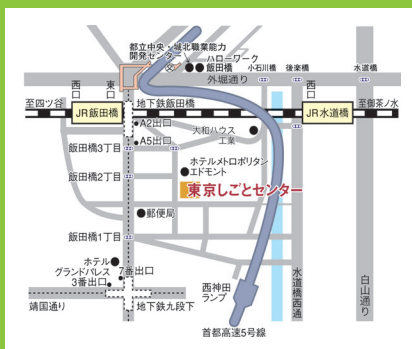 都立中央・城北職業能力
開発センター
ハローワーク
飯田橋
外堀通り
小石川橋
後楽橋
水道橋
西口
東口
西口
至四ツ谷
JR飯田橋
地下鉄飯田橋
JR水道橋
至御茶ノ水
A2出口
大和ハウス
工業
A5出口
飯田橋3丁目
ホテルメトロポリタン
エドモント
飯田橋2丁目
東京しごとセンター
郵便局
飯田橋1丁目
ホテル
グランドパレス
7番出口
3番出口
西神田
ランプ
水道橋西通
白山通り
靖国通り
地下鉄九段下
首都高速5号線